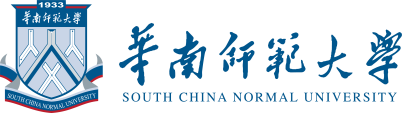 1933
華南師範大學
SOUTH CHINA NORMAL UNIVERSITY
華南師範大學
SOUTH CHINA NORMAL UNIVERSITY